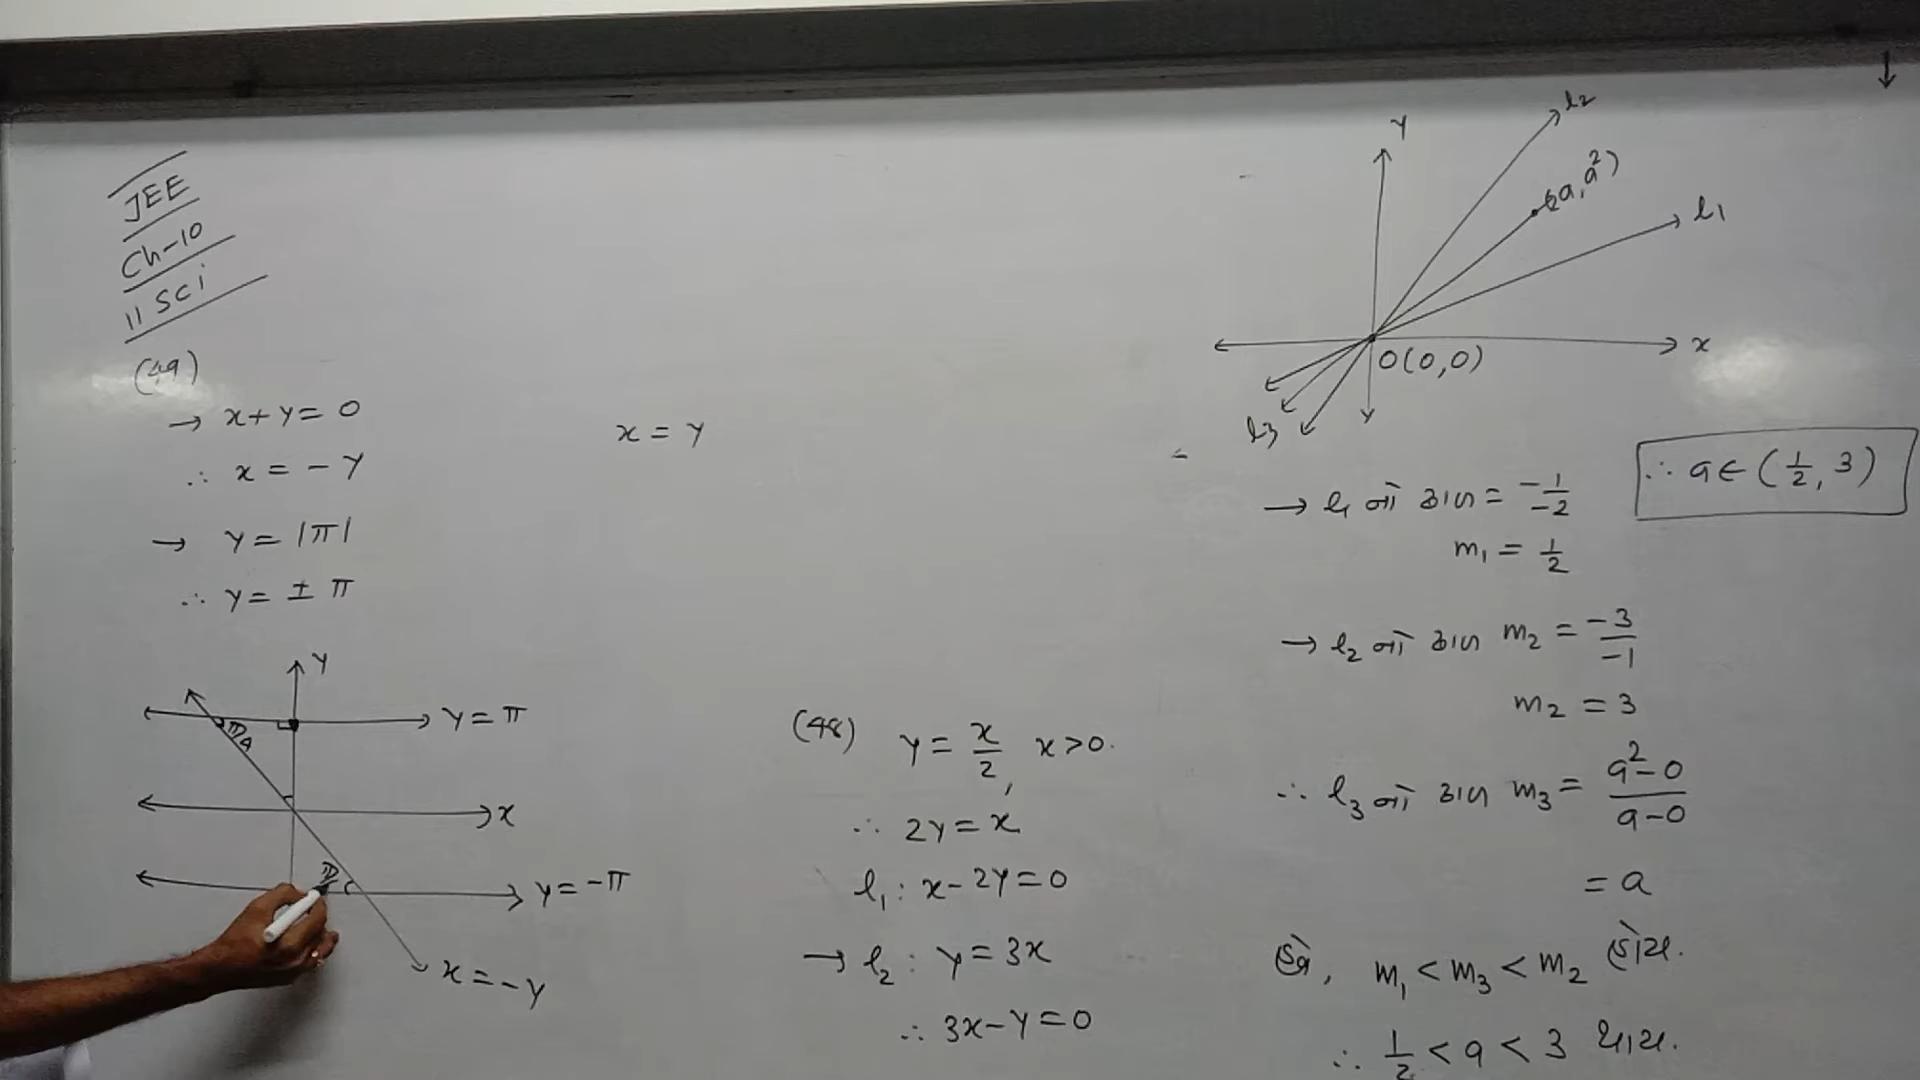 JEE
Ch-10
11 Sci
(49)
→ x + y = 0
∴ x = - y
→ y = |π|
∴ y = ± π
x = y
Y
y = π
π/4
x
π
y = -π
x = -y
(48) y = x/2, x > 0.
∴ 2y = x
l1 : x - 2y = 0
→ l2 : y = 3x
∴ 3x - y = 0
Y
l2
(a, a²)
l1
x
O(0,0)
Y
l3
∴ a ∈ (1/2, 3)
→ l1 નો ઢાળ = -1/-2
m1 = 1/2
→ l2 નો ઢાળ m2 = -3/-1
m2 = 3
∴ l3 નો ઢાળ m3 = a²-0/a-0
= a
હવે, m1 < m3 < m2 હોય.
∴ 1/2 < a < 3 થાય.